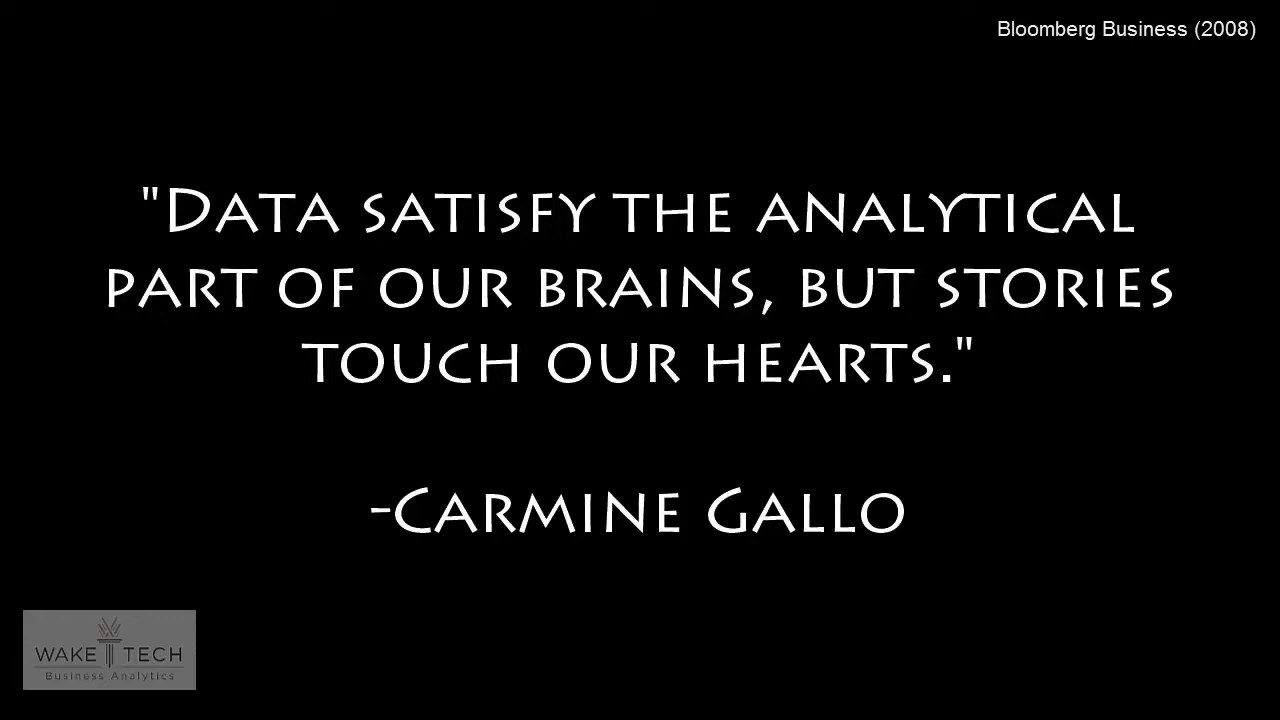 Bloomberg Business (2008)
"Data satisfy the analytical
part of our brains, but stories
touch our hearts."
-Carmine Gallo
WAKE TECH
Business Analytics